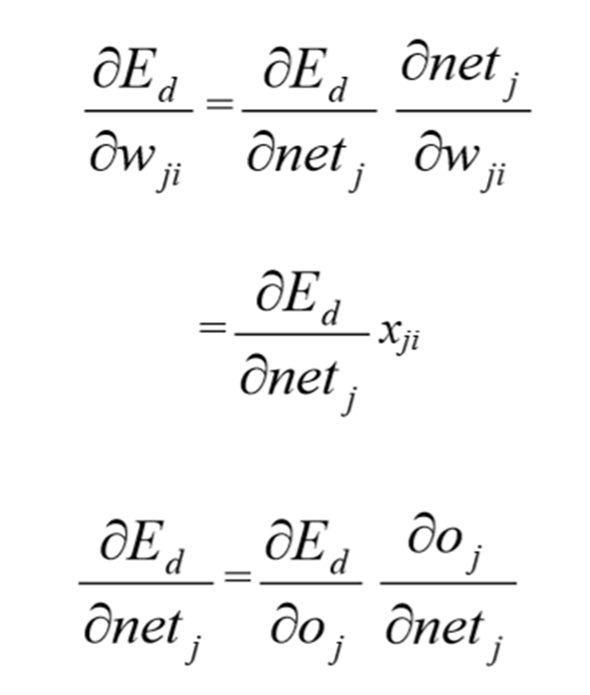 ∂E_d/∂w_ji = ∂E_d/∂net_j ∂net_j/∂w_ji
= ∂E_d/∂net_j x_ji
∂E_d/∂net_j = ∂E_d/∂o_j ∂o_j/∂net_j